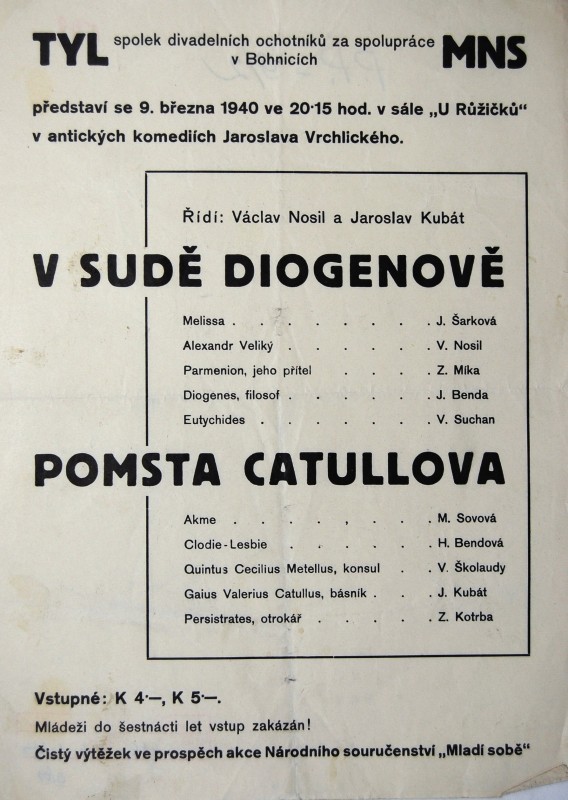 TYL spolek divadelních ochotníků za spolupráce MNS
v Bohnicích
představí se 9. března 1940 ve 20·15 hod. v sále „U Růžičků“
v antických komediích Jaroslava Vrchlického.
Řídí: Václav Nosil a Jaroslav Kubát
V SUDĚ DIOGENOVĚ
Melissa . . . . . . . . J. Šarková
Alexandr Veliký . . . . . . V. Nosil
Parmenion, jeho přítel . . . . Z. Míka
Diogenes, filosof . . . . . . J. Benda
Eutychides . . . . . . . V. Suchan
POMSTA CATULLOVA
Akme . . . . , . . . M. Sovová
Clodie-Lesbie . . . . . . H. Bendová
Quintus Cecilius Metellus, konsul . . . V. Školaudy
Gaius Valerius Catullus, básník . . . J. Kubát
Persistrates, otrokář . . . . . Z. Kotrba
Vstupné: K 4·—, K 5·—.
Mládeži do šestnácti let vstup zakázán!
Čistý výtěžek ve prospěch akce Národního souručenství „Mladí sobě“